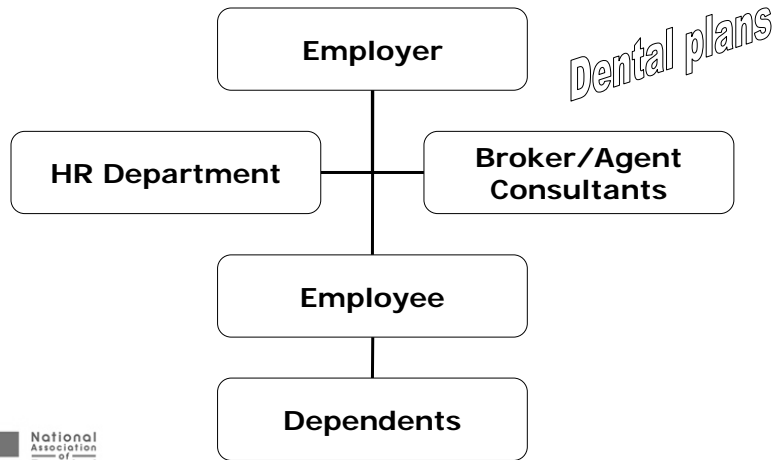 Employer
Dental plans
HR Department
Broker/Agent
Consultants
Employee
Dependents
National
Association
of